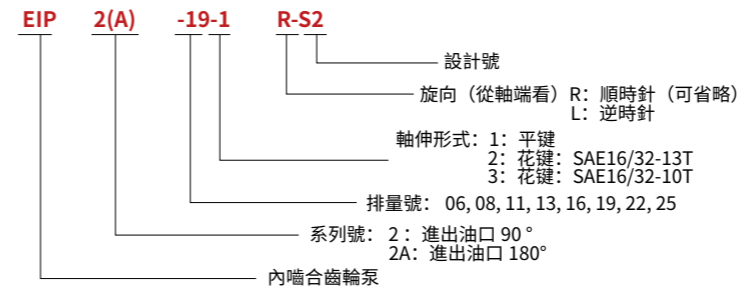 EIP 2(A) -19-1 R-S2
設計號
旋向（從軸端看）R：順時針（可省略）
L：逆時針
軸伸形式：1：平键
2：花键：SAE16/32-13T
3：花键：SAE16/32-10T
排量號： 06, 08, 11, 13, 16, 19, 22, 25
系列號： 2 ：進出油口 90 °
2A：進出油口 180°
內嚙合齒輪泵